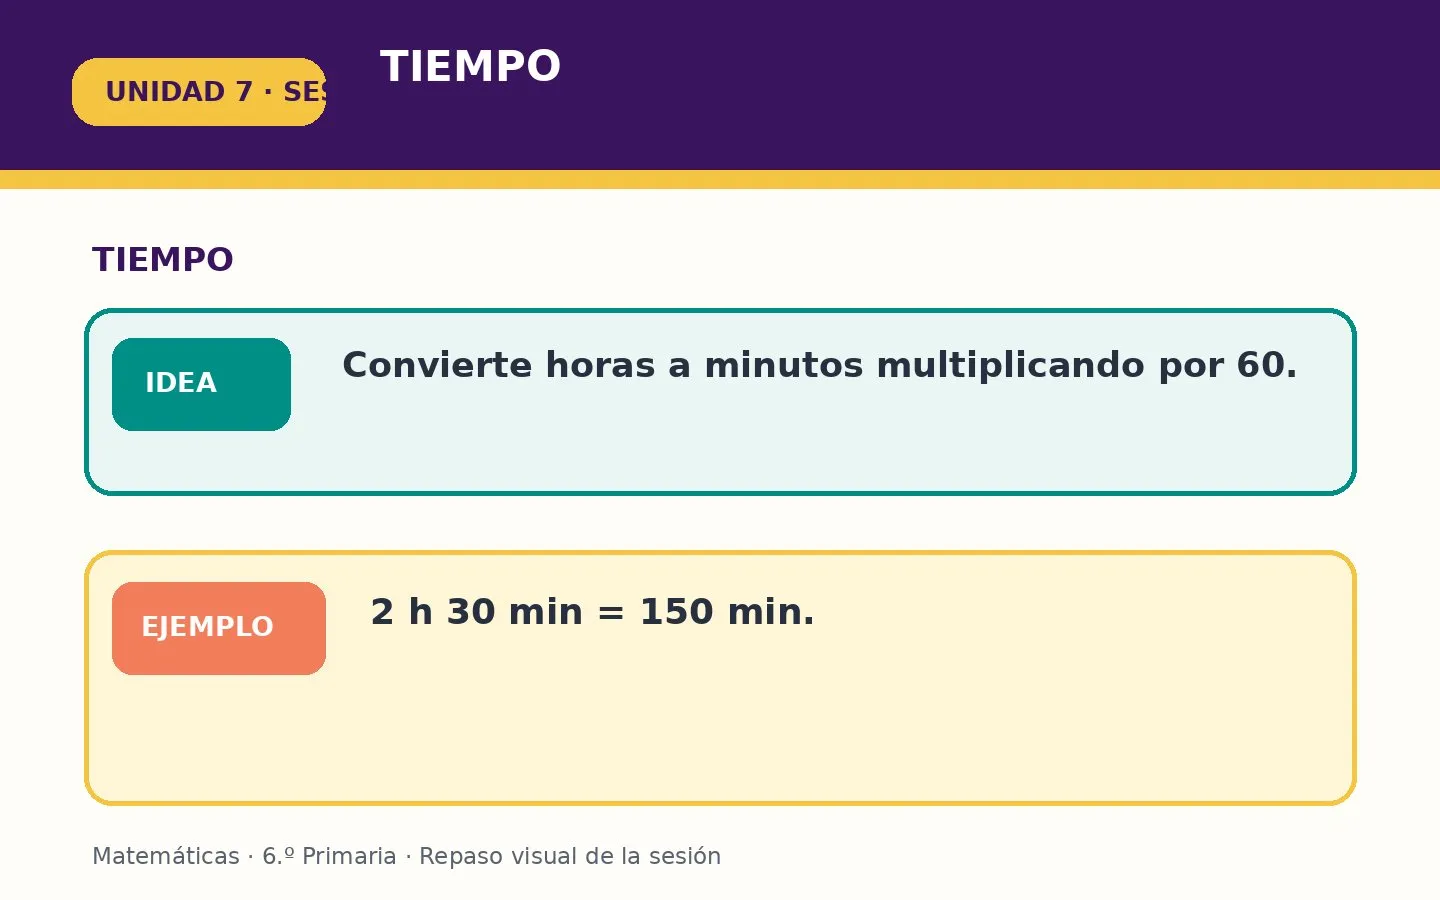 UNIDAD 7 · SES
TIEMPO
TIEMPO
IDEA
Convierte horas a minutos multiplicando por 60.
EJEMPLO
2 h 30 min = 150 min.
Matemáticas · 6.º Primaria · Repaso visual de la sesión